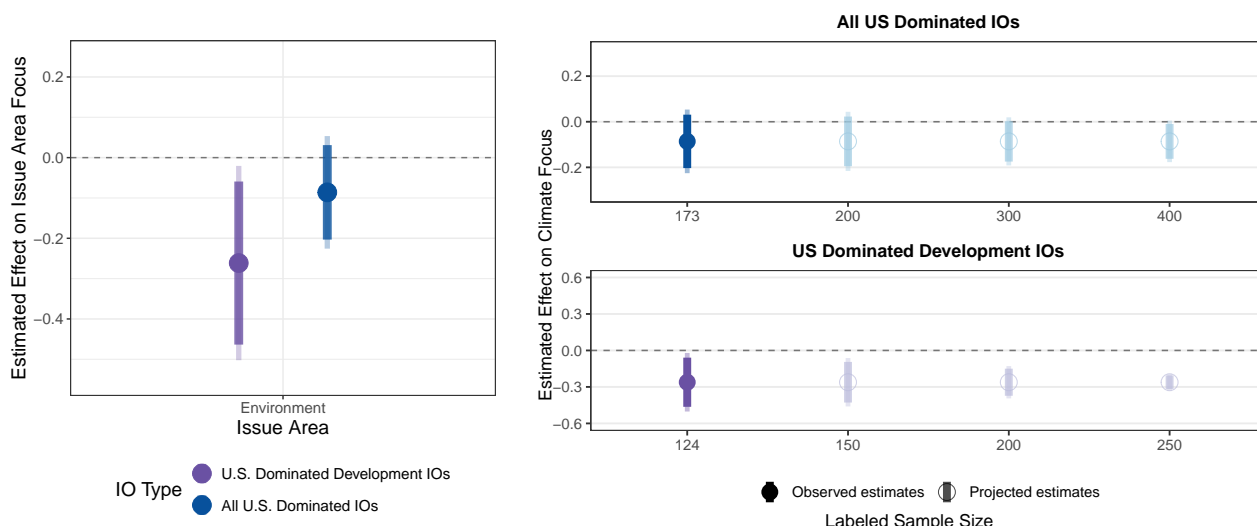 Estimated Effect on Issue Area Focus
0.2
0.0
−0.2
−0.4
Environment
Issue Area
IO Type
U.S. Dominated Development IOs
All U.S. Dominated IOs
Estimated Effect on Climate Focus
All US Dominated IOs
0.2
0.0
−0.2
173
200
300
400
US Dominated Development IOs
0.6
0.3
0.0
−0.3
−0.6
124
150
200
250
Observed estimates
Projected estimates
Labeled Sample Size